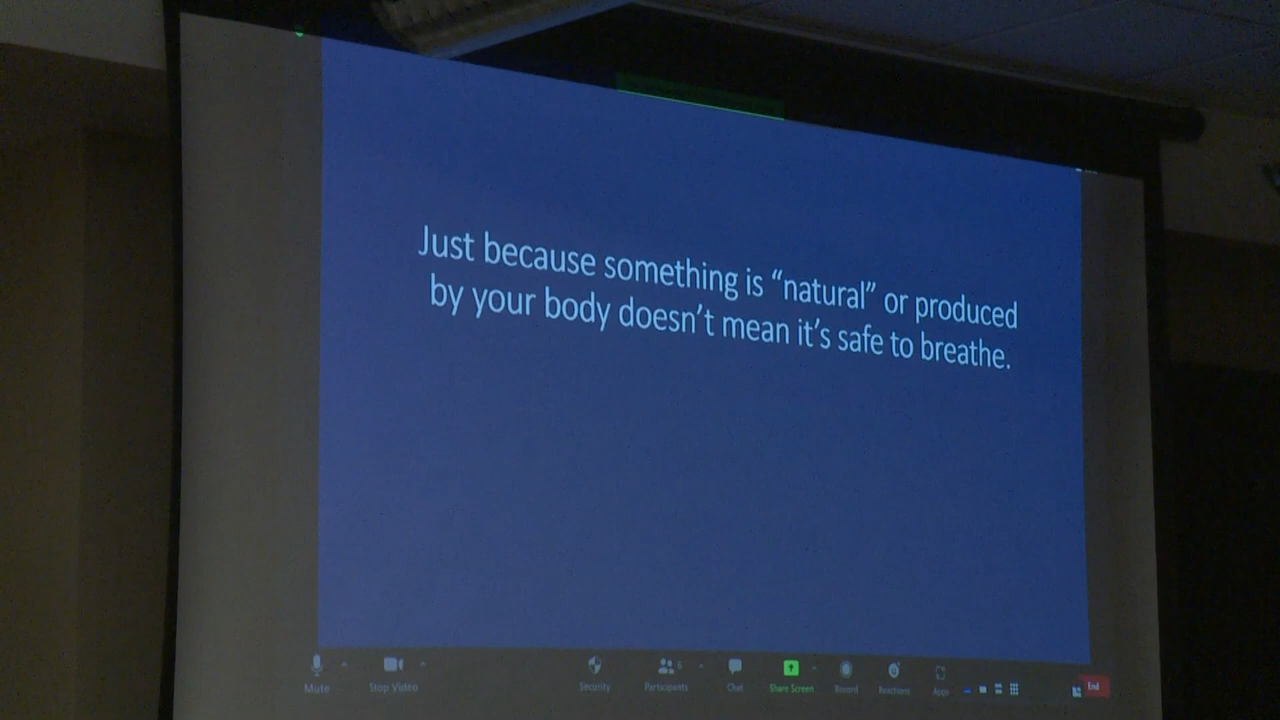 Just because something is “natural” or produced
by your body doesn’t mean it’s safe to breathe.
Mute
Stop Video
Security
Participants
6
Chat
Share Screen
Record
Reactions
Apps
End